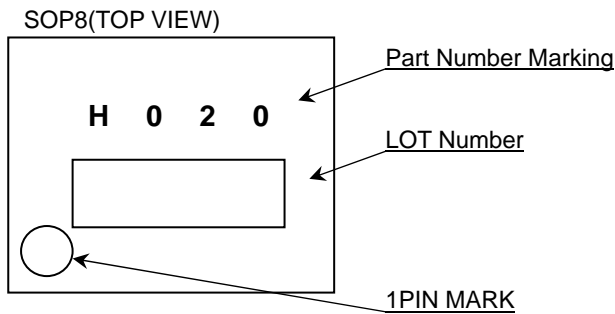 SOP8(TOP VIEW)
Part Number Marking
H 0 2 0
LOT Number
1PIN MARK